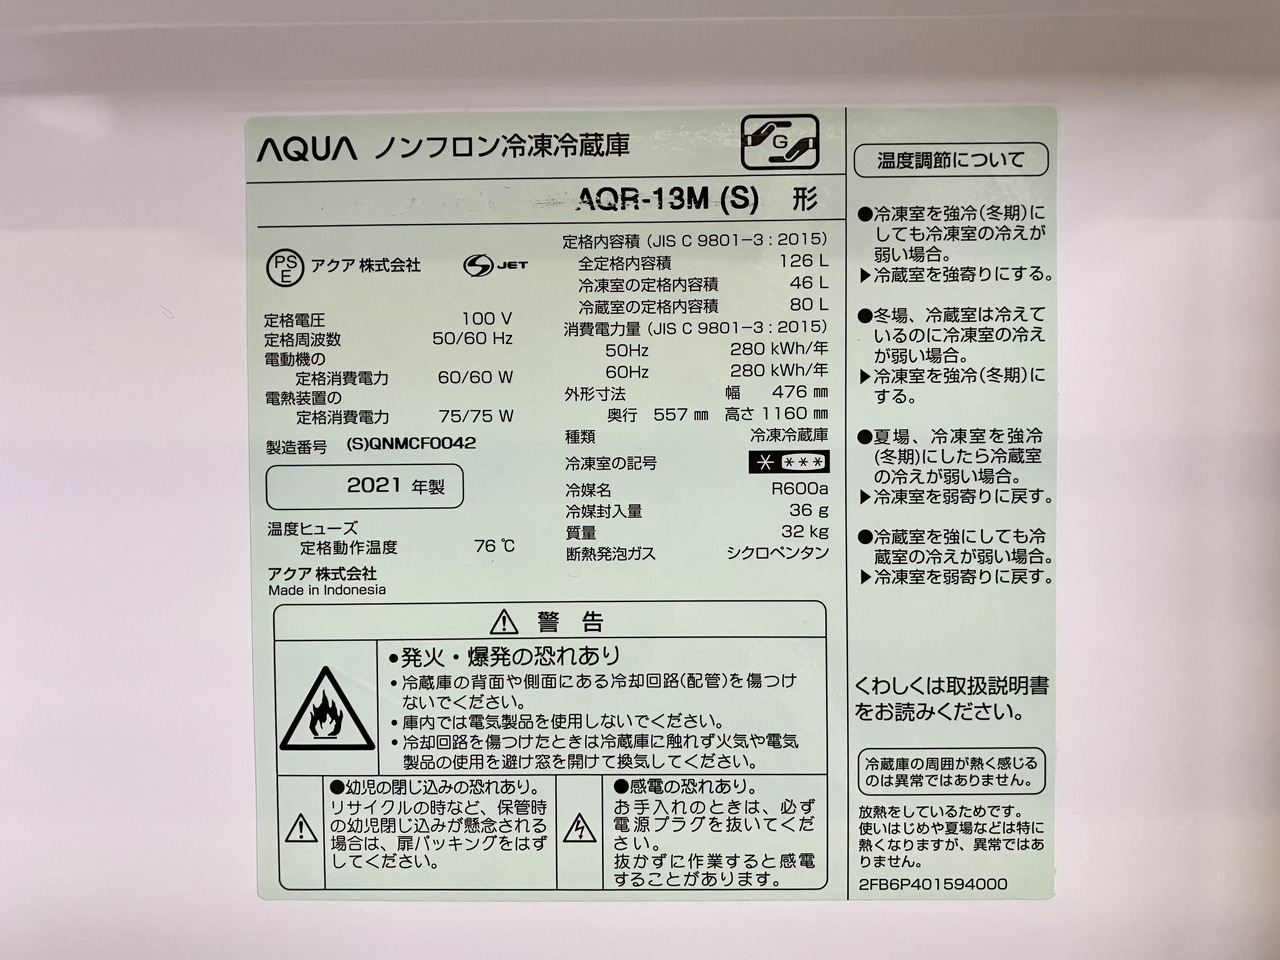 AQUA ノンフロン冷凍冷蔵庫
G
AQR-13M (S) 形
PS
E
アクア 株式会社
S JET
定格電圧 100 V
定格周波数 50/60 Hz
電動機の
定格消費電力 60/60 W
電熱装置の
定格消費電力 75/75 W
製造番号 (S)QNMCF0042
2021 年製
温度ヒューズ
定格動作温度 76 ℃
アクア 株式会社
Made in Indonesia
定格内容積 (JIS C 9801-3 : 2015)
全定格内容積 126 L
冷凍室の定格内容積 46 L
冷蔵室の定格内容積 80 L
消費電力量 (JIS C 9801-3 : 2015)
50Hz 280 kWh/年
60Hz 280 kWh/年
外形寸法 幅 476 ㎜
奥行 557 ㎜ 高さ 1160 ㎜
種類 冷凍冷蔵庫
冷凍室の記号
冷媒名 R600a
冷媒封入量 36 g
質量 32 kg
断熱発泡ガス シクロペンタン
警 告
●発火・爆発の恐れあり
•冷蔵庫の背面や側面にある冷却回路(配管)を傷つけ
ないでください。
•庫内では電気製品を使用しないでください。
•冷却回路を傷つけたときは冷蔵庫に触れず火気や電気
製品の使用を避け窓を開けて換気してください。
●幼児の閉じ込みの恐れあり。
リサイクルの時など、保管時
の幼児閉じ込みが懸念される
場合は、扉パッキングをはず
してください。
●感電の恐れあり。
お手入れのときは、必ず
電源プラグを抜いてくだ
さい。
抜かずに作業すると感電
することがあります。
温度調節について
●冷凍室を強冷(冬期)に
しても冷凍室の冷えが
弱い場合。
▶冷蔵室を強寄りにする。
●冬場、冷蔵室は冷えて
いるのに冷凍室の冷え
が弱い場合。
▶冷凍室を強冷(冬期)に
する。
●夏場、冷凍室を強冷
(冬期)にしたら冷蔵室
の冷えが弱い場合。
▶冷凍室を弱寄りに戻す。
●冷蔵室を強にしても冷
蔵室の冷えが弱い場合。
▶冷凍室を弱寄りに戻す。
くわしくは取扱説明書
をお読みください。
冷蔵庫の周囲が熱く感じる
のは異常ではありません。
放熱をしているためです。
使いはじめや夏場などは特に
熱くなりますが、異常ではあ
りません。
2FB6P401594000